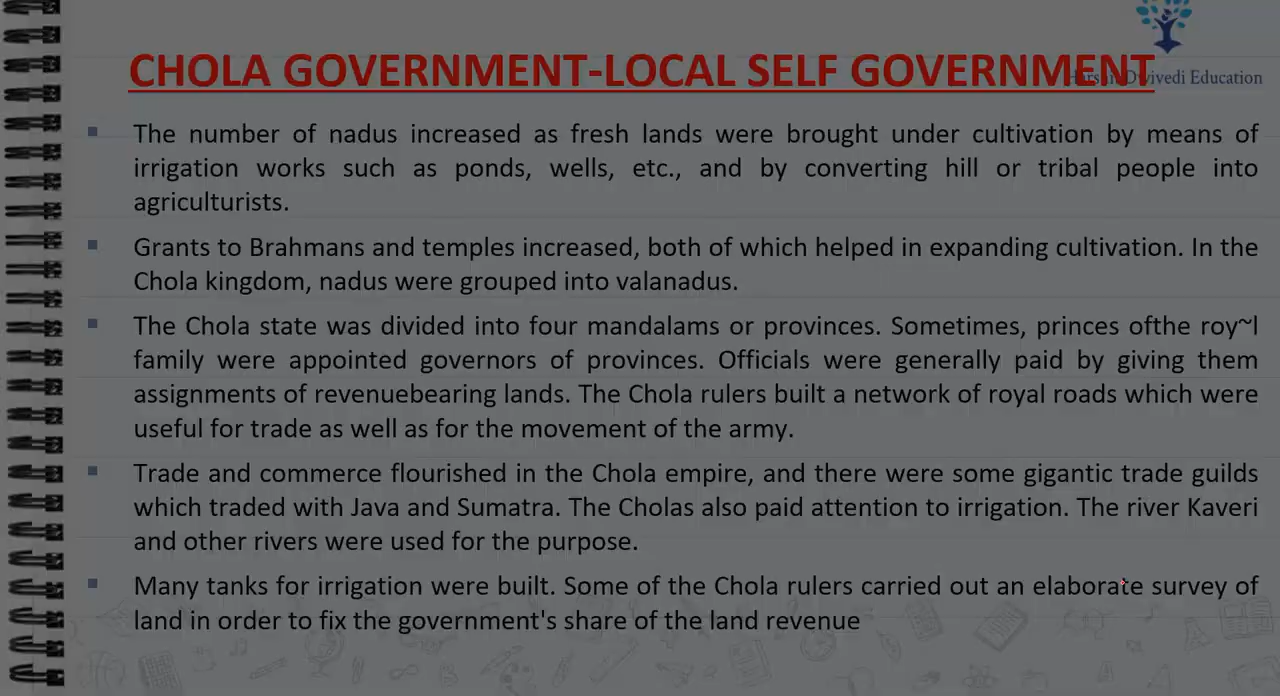 CHOLA GOVERNMENT-LOCAL SELF GOVERNMENT
Dwivedi Education
▪ The number of nadus increased as fresh lands were brought under cultivation by means of
irrigation works such as ponds, wells, etc., and by converting hill or tribal people into
agriculturists.
▪ Grants to Brahmans and temples increased, both of which helped in expanding cultivation. In the
Chola kingdom, nadus were grouped into valanadus.
▪ The Chola state was divided into four mandalams or provinces. Sometimes, princes ofthe roy~l
family were appointed governors of provinces. Officials were generally paid by giving them
assignments of revenuebearing lands. The Chola rulers built a network of royal roads which were
useful for trade as well as for the movement of the army.
▪ Trade and commerce flourished in the Chola empire, and there were some gigantic trade guilds
which traded with Java and Sumatra. The Cholas also paid attention to irrigation. The river Kaveri
and other rivers were used for the purpose.
▪ Many tanks for irrigation were built. Some of the Chola rulers carried out an elaborate survey of
land in order to fix the government's share of the land revenue